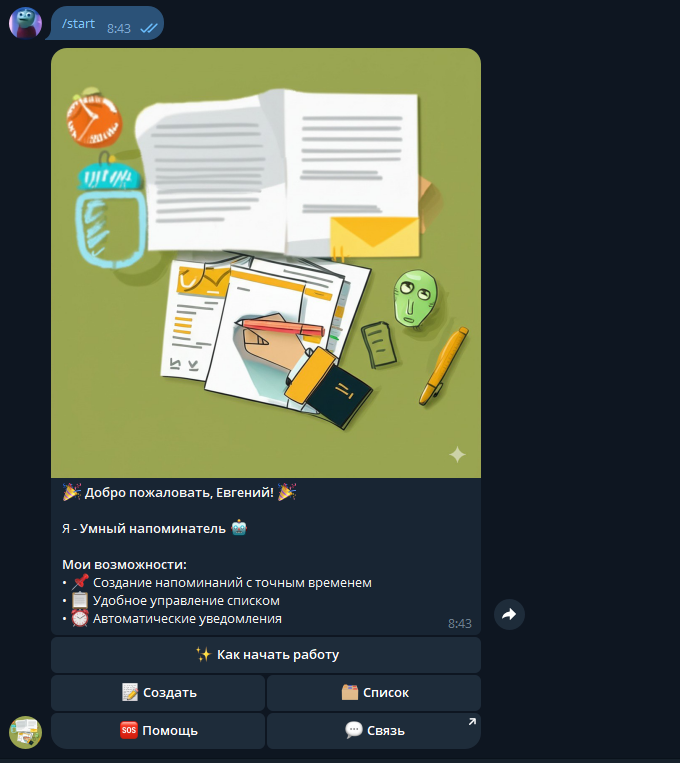 /start 8:43
🎉 Добро пожаловать, Евгений! 🎉
Я - Умный напоминатель 🤖
Мои возможности:
• 📌 Создание напоминаний с точным временем
• 📋 Удобное управление списком
• ⏰ Автоматические уведомления
8:43
✨ Как начать работу
📝 Создать
🗂 Список
🆘 Помощь
💬 Связь